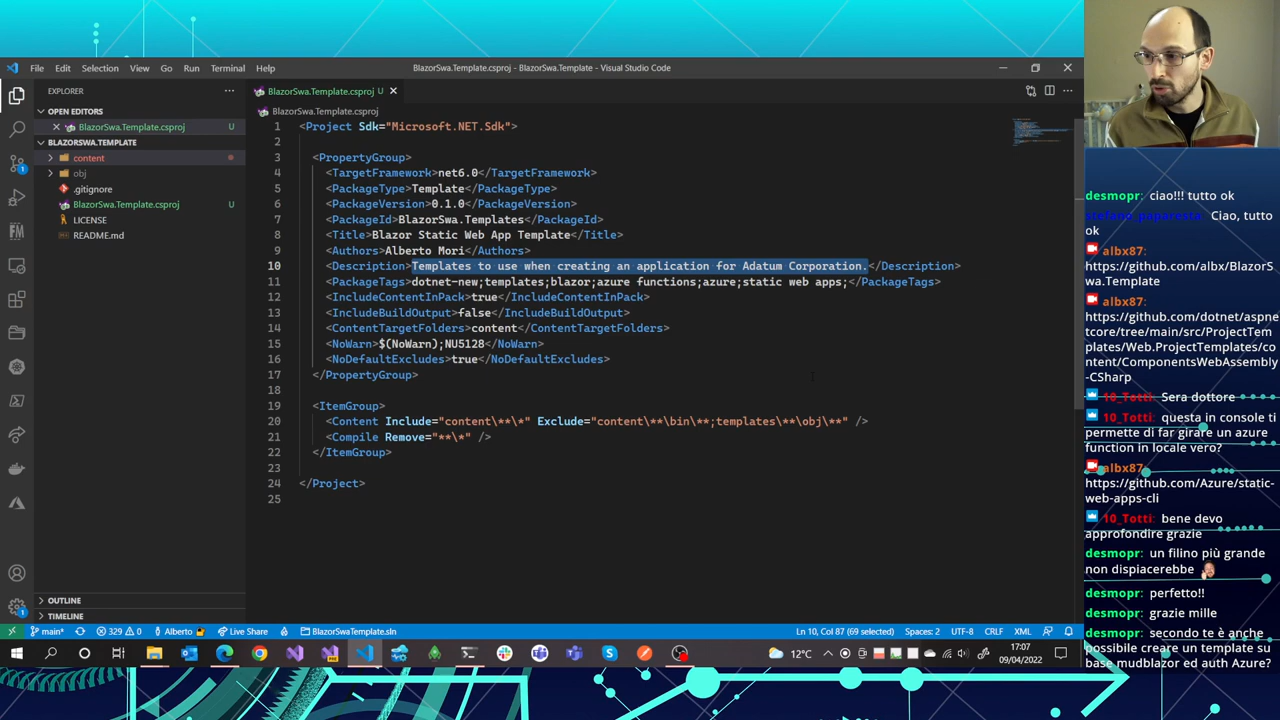 File Edit Selection View Go Run Terminal Help
BlazorSwa.Template.csproj - BlazorSwa.Template - Visual Studio Code
EXPLORER
OPEN EDITORS
BlazorSwa.Template.csproj U
BLAZORSWA.TEMPLATE
content
obj
.gitignore
BlazorSwa.Template.csproj U
LICENSE
README.md
OUTLINE
TIMELINE
BlazorSwa.Template.csproj U
BlazorSwa.Template.csproj
1 <Project Sdk="Microsoft.NET.Sdk">
2
3 <PropertyGroup>
4 <TargetFramework>net6.0</TargetFramework>
5 <PackageType>Template</PackageType>
6 <PackageVersion>0.1.0</PackageVersion>
7 <PackageId>BlazorSwa.Templates</PackageId>
8 <Title>Blazor Static Web App Template</Title>
9 <Authors>Alberto Mori</Authors>
10 <Description>Templates to use when creating an application for Adatum Corporation.</Description>
11 <PackageTags>dotnet-new;templates;blazor;azure functions;azure;static web apps;</PackageTags>
12 <IncludeContentInPack>true</IncludeContentInPack>
13 <IncludeBuildOutput>false</IncludeBuildOutput>
14 <ContentTargetFolders>content</ContentTargetFolders>
15 <NoWarn>$(NoWarn);NU5128</NoWarn>
16 <NoDefaultExcludes>true</NoDefaultExcludes>
17 </PropertyGroup>
18
19 <ItemGroup>
20 <Content Include="content\**\*" Exclude="content\**\bin\**;templates\**\obj\**" />
21 <Compile Remove="**\*" />
22 </ItemGroup>
23
24 </Project>
25
main* 329 0 Alberto Live Share BlazorSwaTemplate.sln Ln 10, Col 87 (69 selected) Spaces: 2 UTF-8 CRLF XML
12°C
17:07
09/04/2022
desmopr: ciao!!! tutto ok
stefano_paparesta: Ciao, tutto
ok
albx87:
https://github.com/albx/BlazorS
wa.Template
albx87:
https://github.com/dotnet/aspn
etcore/tree/main/src/ProjectTem
plates/Web.ProjectTemplates/co
ntent/ComponentsWebAssembly
-CSharp
10_Totti: Sera dottore
10_Totti: questa in console ti
permette di far girare un azure
function in locale vero?
albx87:
https://github.com/Azure/static-
web-apps-cli
10_Totti: bene devo
approfondire grazie
desmopr: un filino più grande
non dispiacerebbe
desmopr: perfetto!!
desmopr: grazie mille
desmopr: secondo te è anche
possibile creare un template su
base mudblazor ed auth Azure?